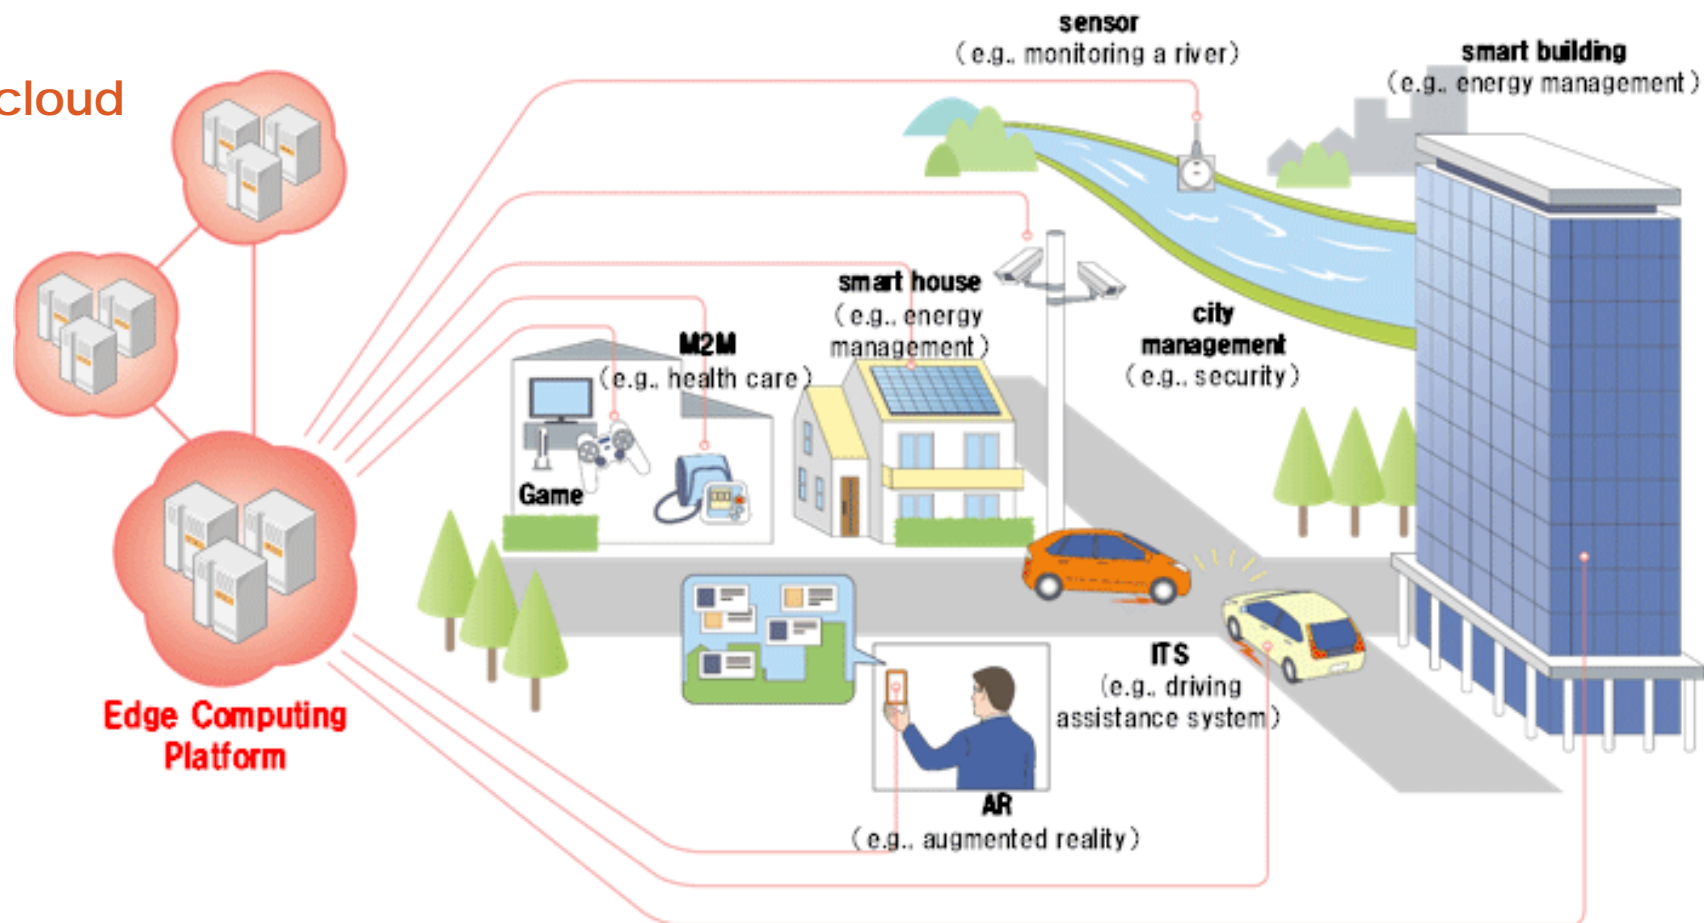 cloud
sensor
(e.g., monitoring a river)
smart building
(e.g., energy management)
smart house
(e.g., energy
management)
city
management
(e.g., security)
M2M
(e.g., health care)
Game
ITS
(e.g., driving
assistance system)
Edge Computing
Platform
AR
(e.g., augmented reality)